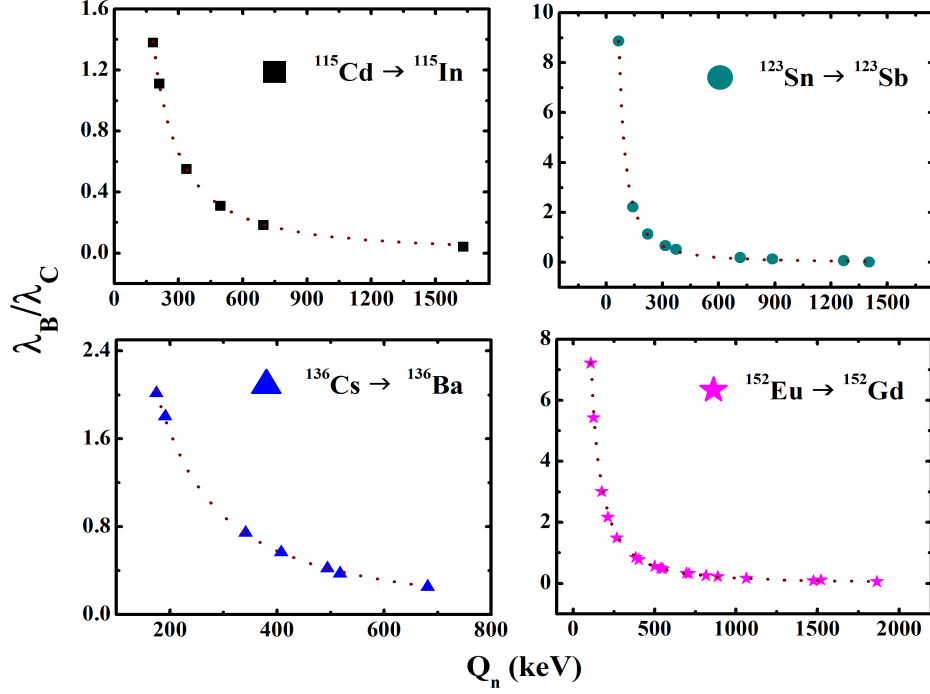 1.6
1.2
0.8
0.4
0.0
0 300 600 900 1200 1500
¹¹⁵Cd → ¹¹⁵In
10
8
6
4
2
0
0 300 600 900 1200 1500
¹²³Sn → ¹²³Sb
λ_B/λ_C
2.4
1.6
0.8
0.0
200 400 600 800
¹³⁶Cs → ¹³⁶Ba
8
6
4
2
0
0 500 1000 1500 2000
¹⁵²Eu → ¹⁵²Gd
Q_n (keV)